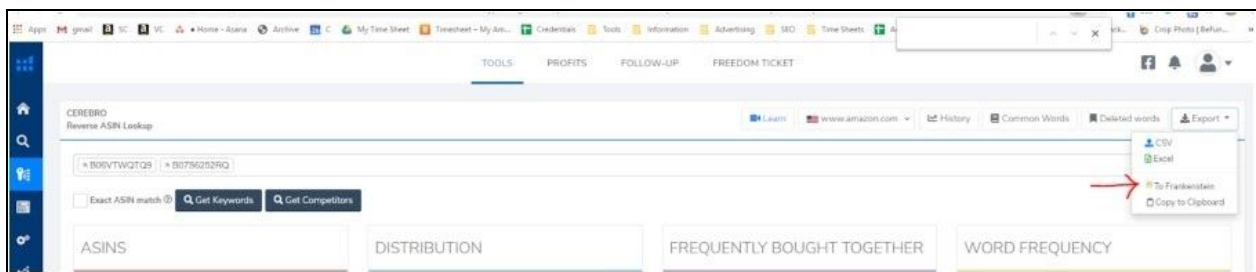 Apps gmail SC VC • Home - Asana Archive C My Time Sheet Timesheet – My Am... Credentials Tools Information Advertising SEO Time Sheets Crop Photo | Befun... »
TOOLS PROFITS FOLLOW-UP FREEDOM TICKET
CEREBRO
Reverse ASIN Lookup
Learn www.amazon.com History Common Words Deleted words Export
CSV
Excel
× B06VTWQTQ9 × B07S6252RQ
To Frankenstein
Exact ASIN match Get Keywords Get Competitors
Copy to Clipboard
ASINS DISTRIBUTION FREQUENTLY BOUGHT TOGETHER WORD FREQUENCY